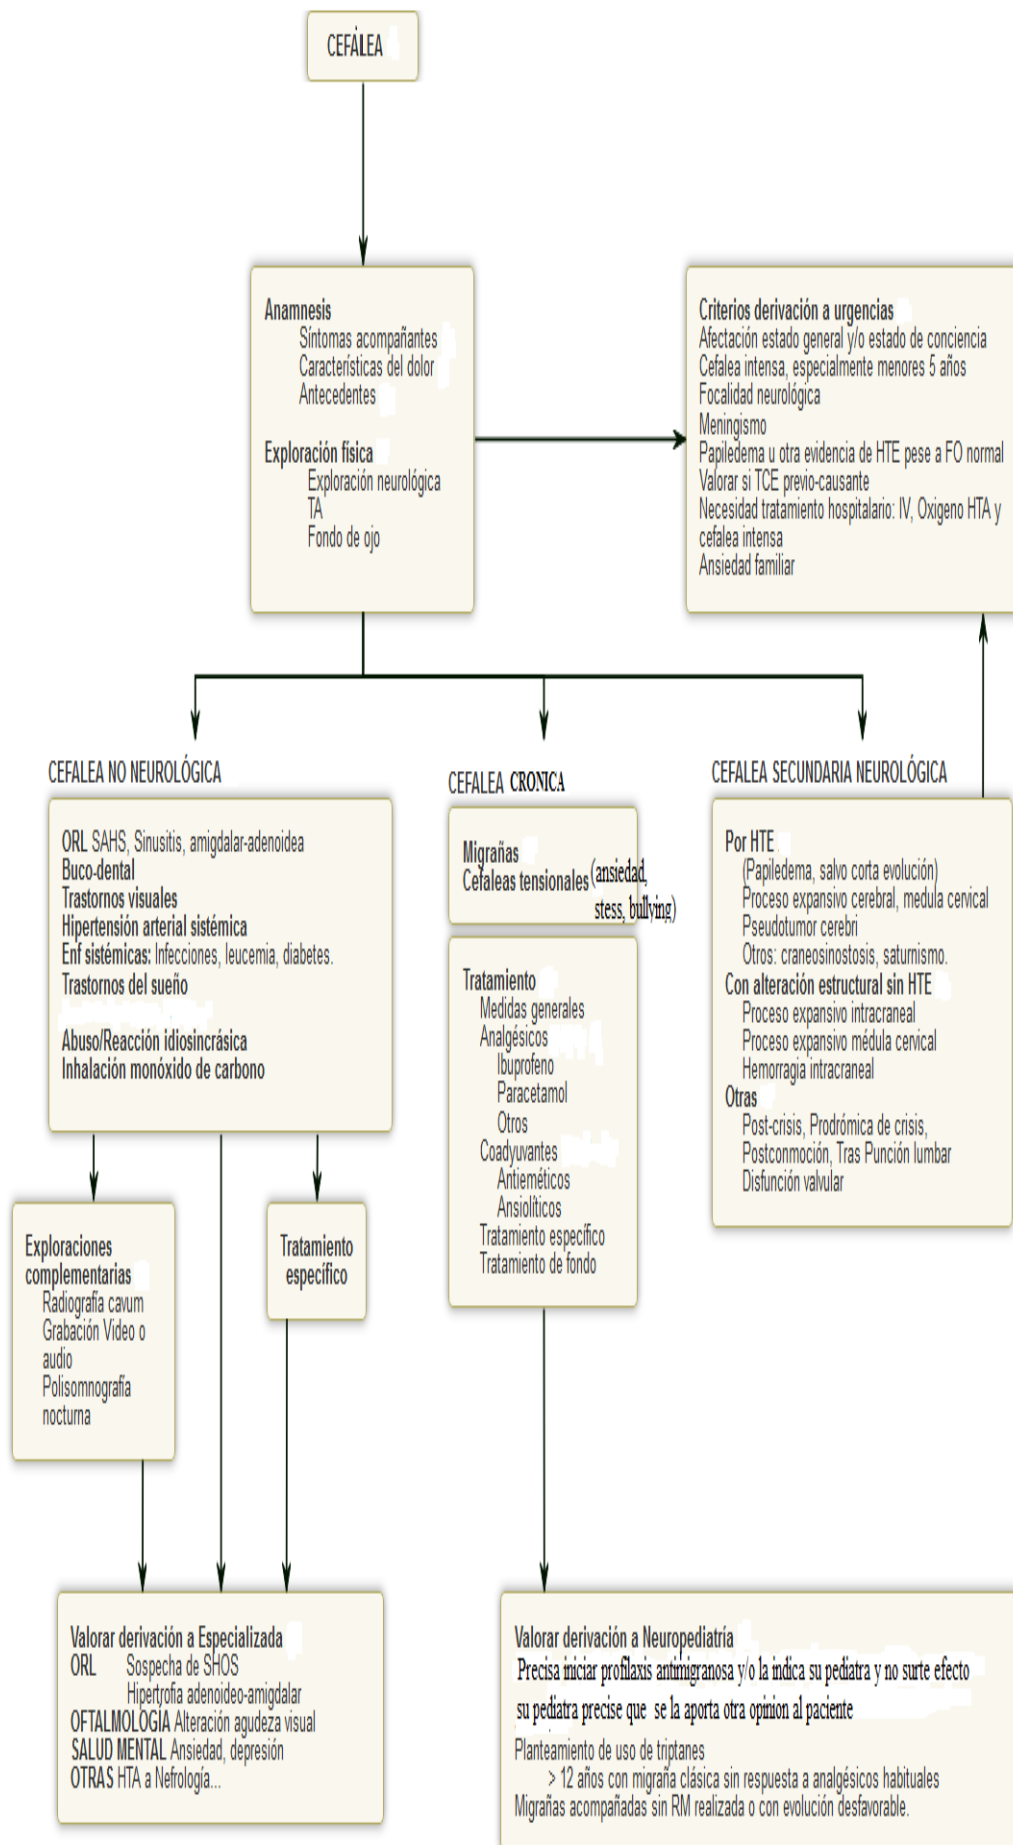 CEFÁLEA
Anamnesis
Síntomas acompañantes
Características del dolor
Antecedentes
Exploración física
Exploración neurológica
TA
Fondo de ojo
Criterios derivación a urgencias
Afectación estado general y/o estado de conciencia
Cefalea intensa, especialmente menores 5 años
Focalidad neurológica
Meningismo
Papiledema u otra evidencia de HTE pese a FO normal
Valorar si TCE previo-causante
Necesidad tratamiento hospitalario: IV, Oxigeno HTA y
cefalea intensa
Ansiedad familiar
CEFALEA NO NEUROLÓGICA
ORL SAHS, Sinusitis, amigdalar-adenoidea
Buco-dental
Trastornos visuales
Hipertensión arterial sistémica
Enf sistémicas: Infecciones, leucemia, diabetes.
Trastornos del sueño
Abuso/Reacción idiosincrásica
Inhalación monóxido de carbono
Exploraciones
complementarias
Radiografía cavum
Grabación Video o
audio
Polisomnografía
nocturna
Tratamiento
específico
Valorar derivación a Especializada
ORL Sospecha de SHOS
Hipertrofia adenoideo-amigdalar
OFTALMOLOGÍA Alteración agudeza visual
SALUD MENTAL Ansiedad, depresión
OTRAS HTA a Nefrología...
CEFALEA CRONICA
Migrañas
Cefaleas tensionales (ansiedad,
stess, bullying)
Tratamiento
Medidas generales
Analgésicos
Ibuprofeno
Paracetamol
Otros
Coadyuvantes
Antieméticos
Ansiolíticos
Tratamiento específico
Tratamiento de fondo
Valorar derivación a Neuropediatría
Precisa iniciar profilaxis antimigranosa y/o la indica su pediatra y no surte efecto
su pediatra precise que se la aporta otra opinion al paciente
Planteamiento de uso de triptanes
> 12 años con migraña clásica sin respuesta a analgésicos habituales
Migrañas acompañadas sin RM realizada o con evolución desfavorable.
CEFALEA SECUNDARIA NEUROLÓGICA
Por HTE
(Papiledema, salvo corta evolución)
Proceso expansivo cerebral, medula cervical
Pseudotumor cerebri
Otros: craneosinostosis, saturnismo.
Con alteración estructural sin HTE
Proceso expansivo intracraneal
Proceso expansivo médula cervical
Hemorragia intracraneal
Otras
Post-crisis, Prodrómica de crisis,
Postconmoción, Tras Punción lumbar
Disfunción valvular